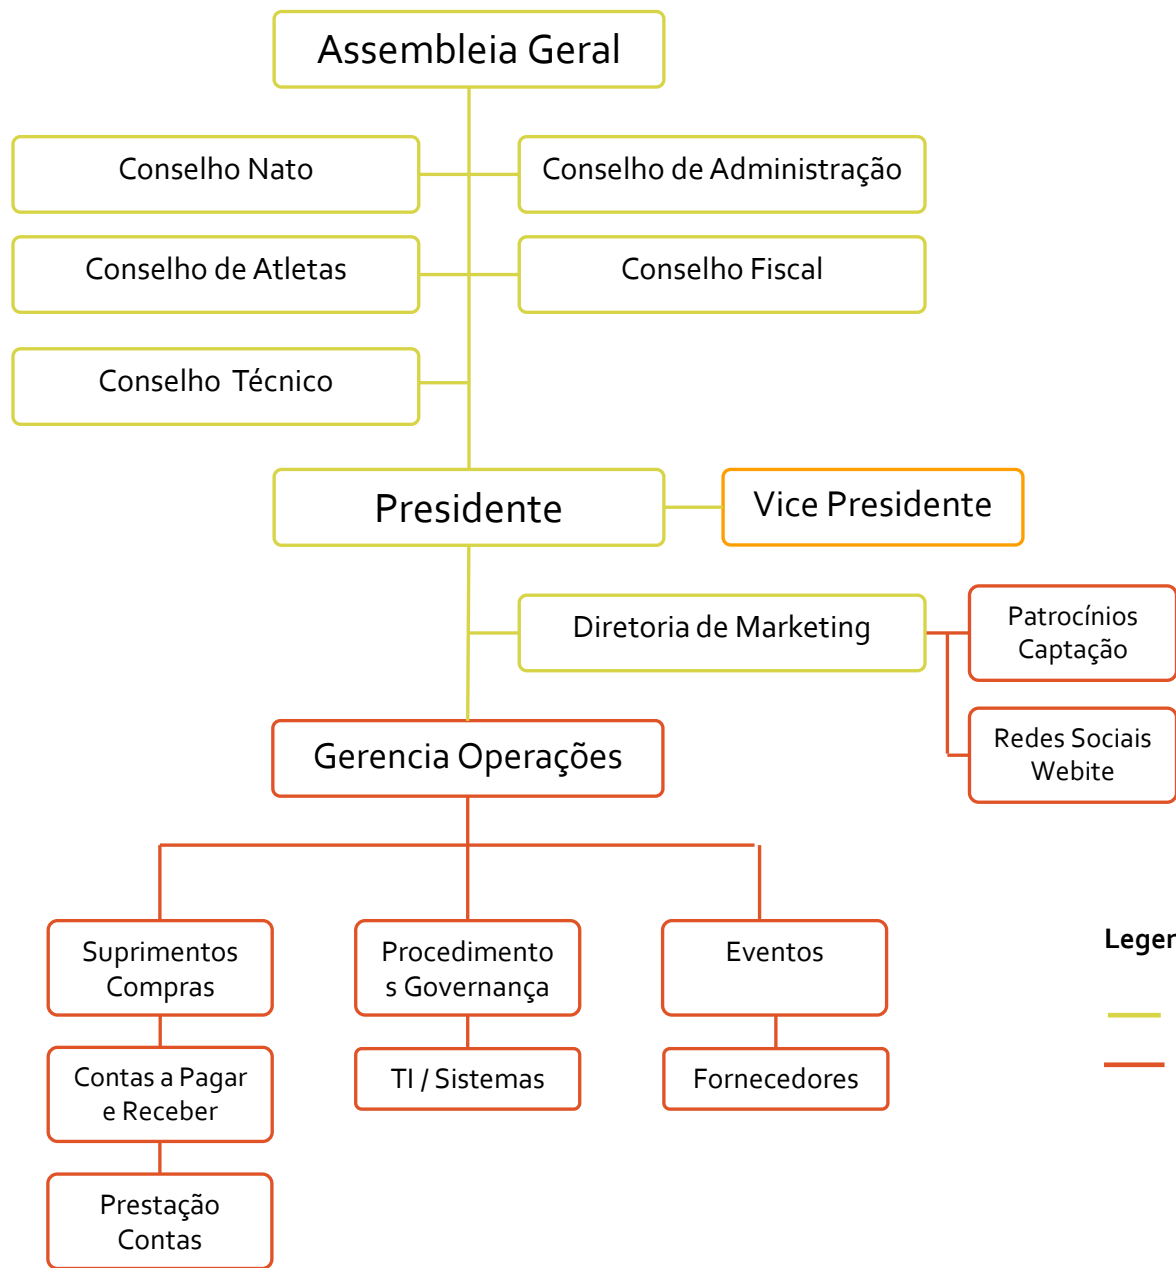 Assembleia Geral
Conselho Nato
Conselho de Administração
Conselho de Atletas
Conselho Fiscal
Conselho Técnico
Presidente
Vice Presidente
Diretoria de Marketing
Patrocínios
Captação
Redes Sociais
Webite
Gerencia Operações
Suprimentos
Compras
Procedimento
s Governança
Eventos
Legen
Contas a Pagar
e Receber
TI / Sistemas
Fornecedores
Prestação
Contas